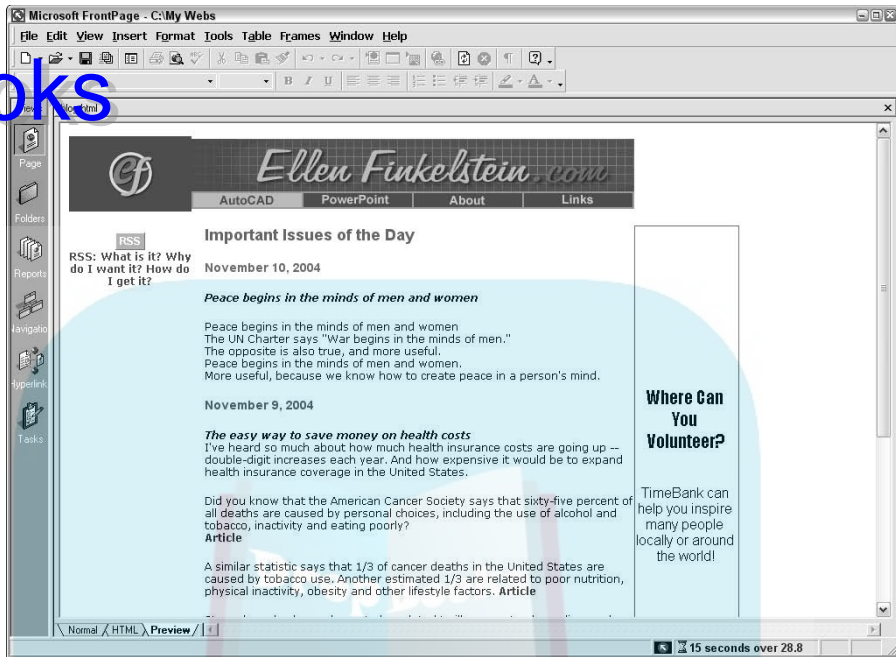 Microsoft FrontPage - C:\My Webs
File Edit View Insert Format Tools Table Frames Window Help
oks
B I U
Views
Page
Folders
Reports
Navigatio
Hyperlink
Tasks
cf
Ellen Finkelstein.com
AutoCAD PowerPoint About Links
RSS
RSS: What is it? Why
do I want it? How do
I get it?
Important Issues of the Day
November 10, 2004
Peace begins in the minds of men and women
Peace begins in the minds of men and women
The UN Charter says "War begins in the minds of men."
The opposite is also true, and more useful.
Peace begins in the minds of men and women.
More useful, because we know how to create peace in a person's mind.
November 9, 2004
The easy way to save money on health costs
I've heard so much about how much health insurance costs are going up --
double-digit increases each year. And how expensive it would be to expand
health insurance coverage in the United States.
Did you know that the American Cancer Society says that sixty-five percent of
all deaths are caused by personal choices, including the use of alcohol and
tobacco, inactivity and eating poorly?
Article
A similar statistic says that 1/3 of cancer deaths in the United States are
caused by tobacco use. Another estimated 1/3 are related to poor nutrition,
physical inactivity, obesity and other lifestyle factors. Article
Where Can
You
Volunteer?
TimeBank can
help you inspire
many people
locally or around
the world!
Normal HTML Preview
15 seconds over 28.8